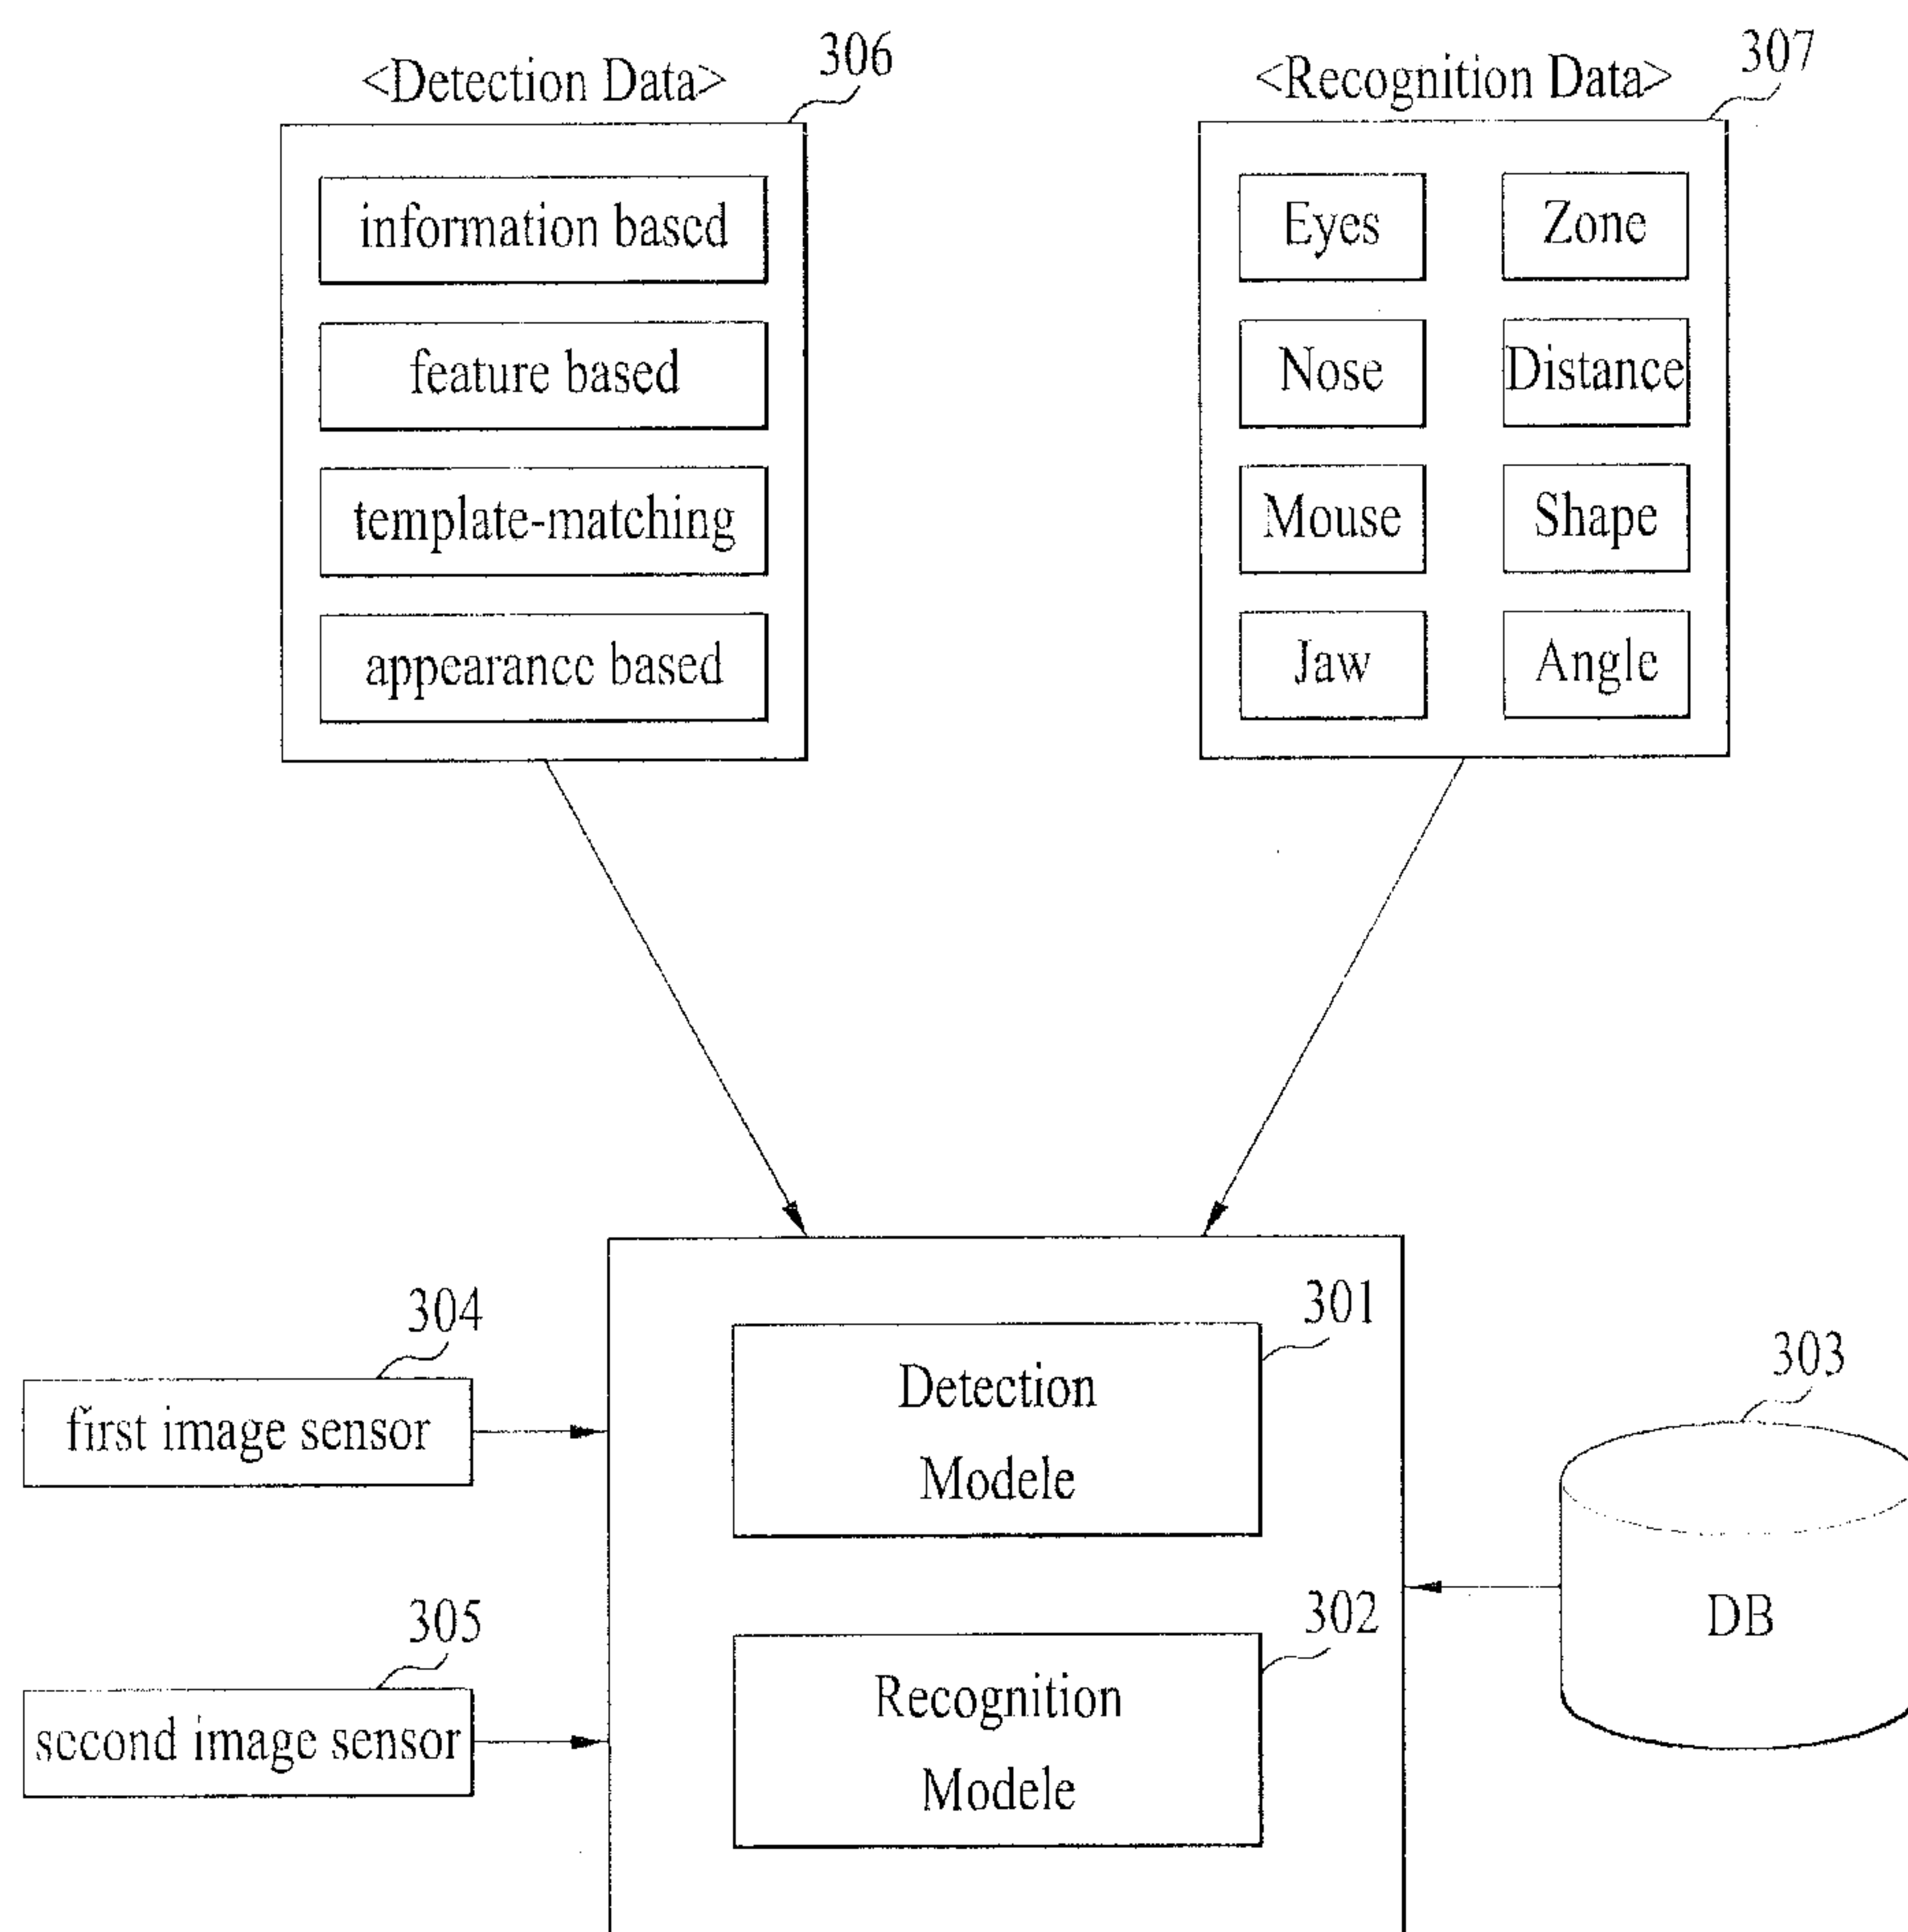 306
<Detection Data>
information based
feature based
template-matching
appearance based
307
<Recognition Data>
Eyes
Zone
Nose
Distance
Mouse
Shape
Jaw
Angle
304
first image sensor
305
second image sensor
301
Detection
Modele
302
Recognition
Modele
303
DB